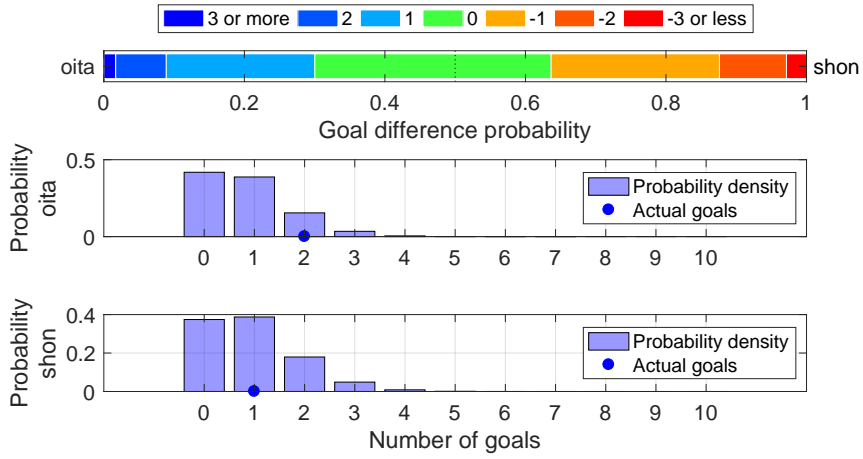 3 or more 2 1 0 -1 -2 -3 or less
oita shon
0 0.2 0.4 0.6 0.8 1
Goal difference probability
Probability
oita
0.5
0
Probability density
Actual goals
0 1 2 3 4 5 6 7 8 9 10
Probability
shon
0.4
0.2
0
Probability density
Actual goals
0 1 2 3 4 5 6 7 8 9 10
Number of goals